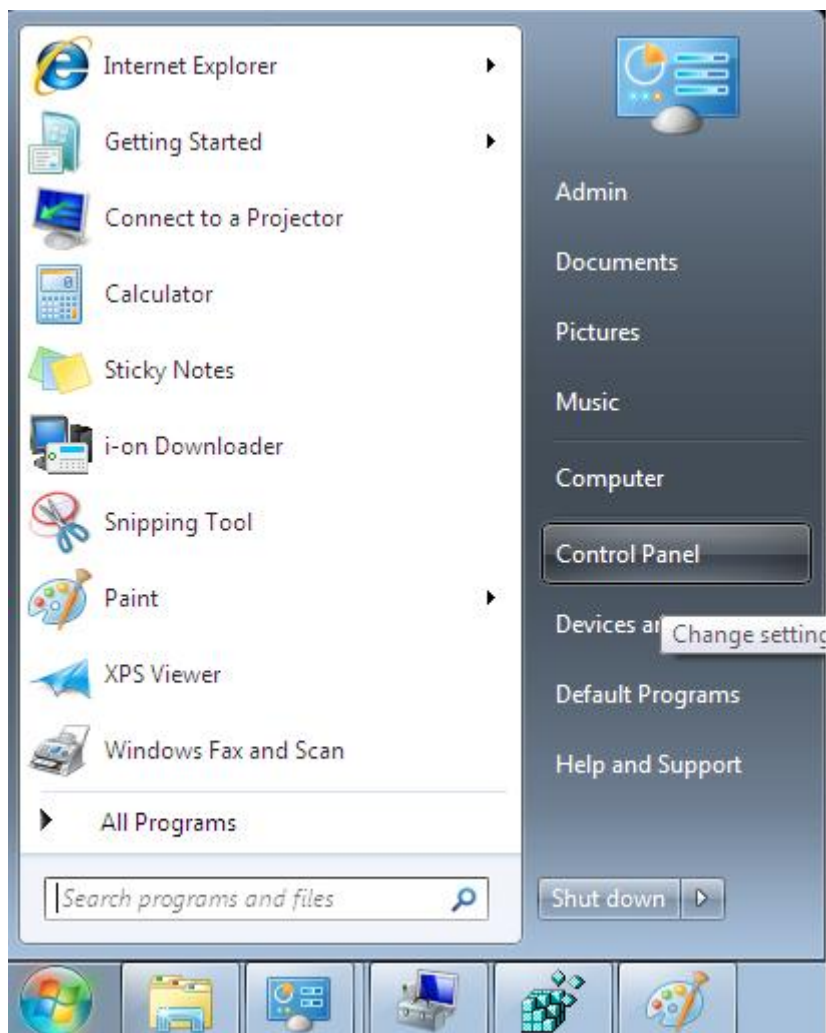 Internet Explorer
Getting Started
Connect to a Projector
Calculator
Sticky Notes
i-on Downloader
Snipping Tool
Paint
XPS Viewer
Windows Fax and Scan
All Programs
Search programs and files
Admin
Documents
Pictures
Music
Computer
Control Panel
Devices
Change setting
Default Programs
Help and Support
Shut down